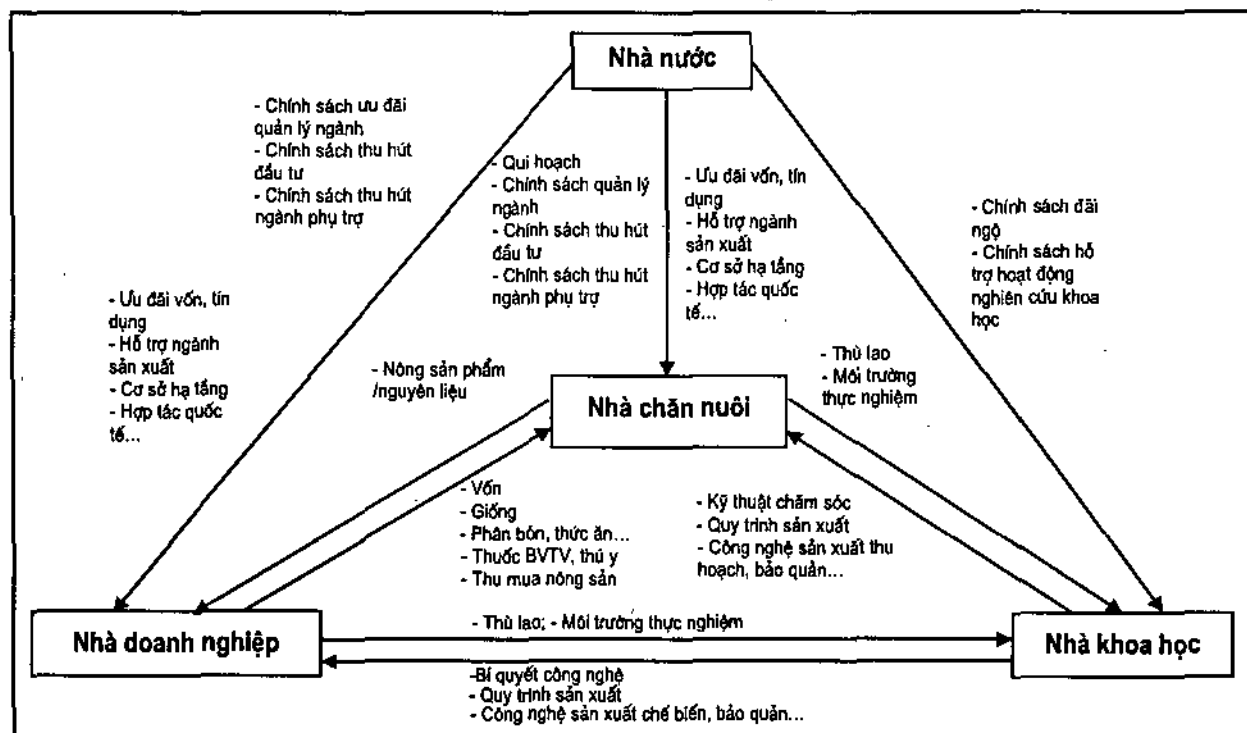 Nhà nước
- Chính sách ưu đãi
quản lý ngành
- Chính sách thu hút
đầu tư
- Chính sách thu hút
ngành phụ trợ
- Qui hoạch
- Chính sách quản lý
ngành
- Chính sách thu hút
đầu tư
- Chính sách thu hút
ngành phụ trợ
- Ưu đãi vốn, tín
dụng
- Hỗ trợ ngành
sản xuất
- Cơ sở hạ tầng
- Hợp tác quốc
tế...
- Chính sách đãi
ngộ
- Chính sách hỗ
trợ hoạt động
nghiên cứu khoa
học
- Ưu đãi vốn, tín
dụng
- Hỗ trợ ngành
sản xuất
- Cơ sở hạ tầng
- Hợp tác quốc
tế...
- Nông sản phẩm
/nguyên liệu
Nhà chăn nuôi
- Thù lao
- Môi trường
thực nghiệm
- Vốn
- Giống
- Phân bón, thức ăn...
- Thuốc BVTV, thú y
- Thu mua nông sản
- Kỹ thuật chăm sóc
- Quy trình sản xuất
- Công nghệ sản xuất thu
hoạch, bảo quản...
Nhà doanh nghiệp
- Thù lao; - Môi trường thực nghiệm
Nhà khoa học
-Bí quyết công nghệ
- Quy trình sản xuất
- Công nghệ sản xuất chế biến, bảo quản...